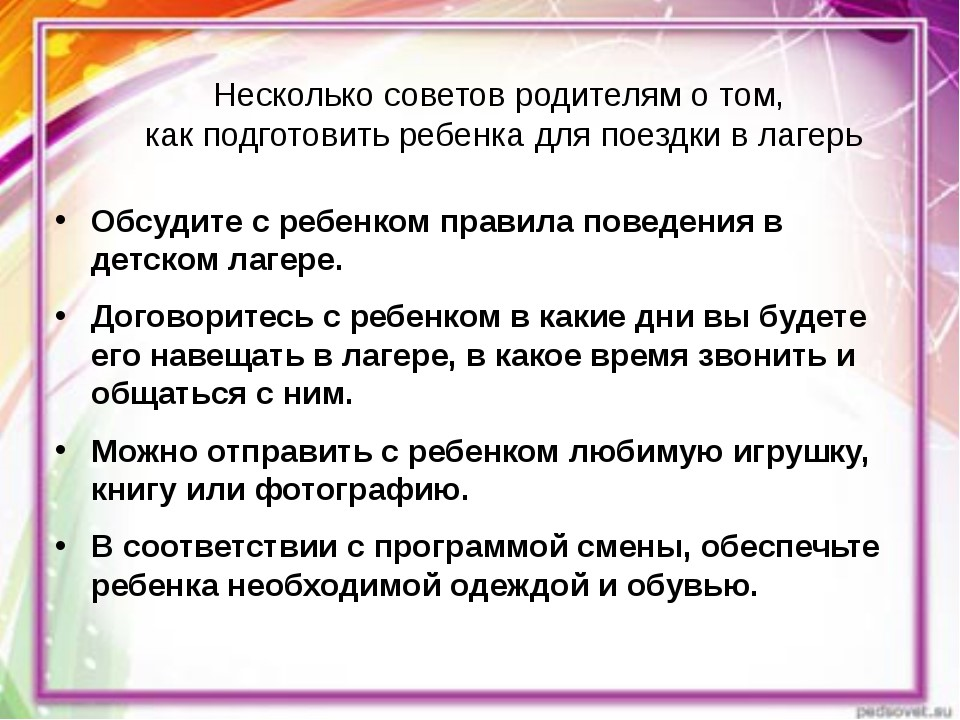 Несколько советов родителям о том,
как подготовить ребенка для поездки в лагерь
• Обсудите с ребенком правила поведения в
детском лагере.
• Договоритесь с ребенком в какие дни вы будете
его навещать в лагере, в какое время звонить и
общаться с ним.
• Можно отправить с ребенком любимую игрушку,
книгу или фотографию.
• В соответствии с программой смены, обеспечьте
ребенка необходимой одеждой и обувью.
pedsovet.su